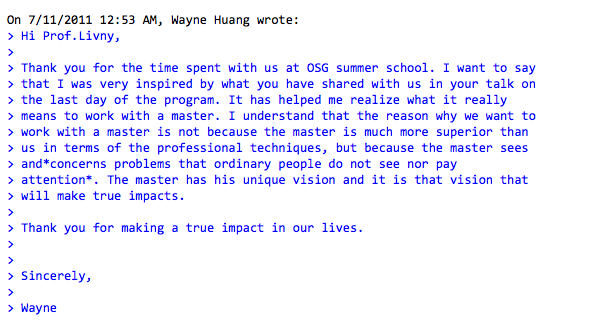 On 7/11/2011 12:53 AM, Wayne Huang wrote:
> Hi Prof.Livny,
>
> Thank you for the time spent with us at OSG summer school. I want to say
> that I was very inspired by what you have shared with us in your talk on
> the last day of the program. It has helped me realize what it really
> means to work with a master. I understand that the reason why we want to
> work with a master is not because the master is much more superior than
> us in terms of the professional techniques, but because the master sees
> and*concerns problems that ordinary people do not see nor pay
> attention*. The master has his unique vision and it is that vision that
> will make true impacts.
>
> Thank you for making a true impact in our lives.
>
>
> Sincerely,
>
> Wayne